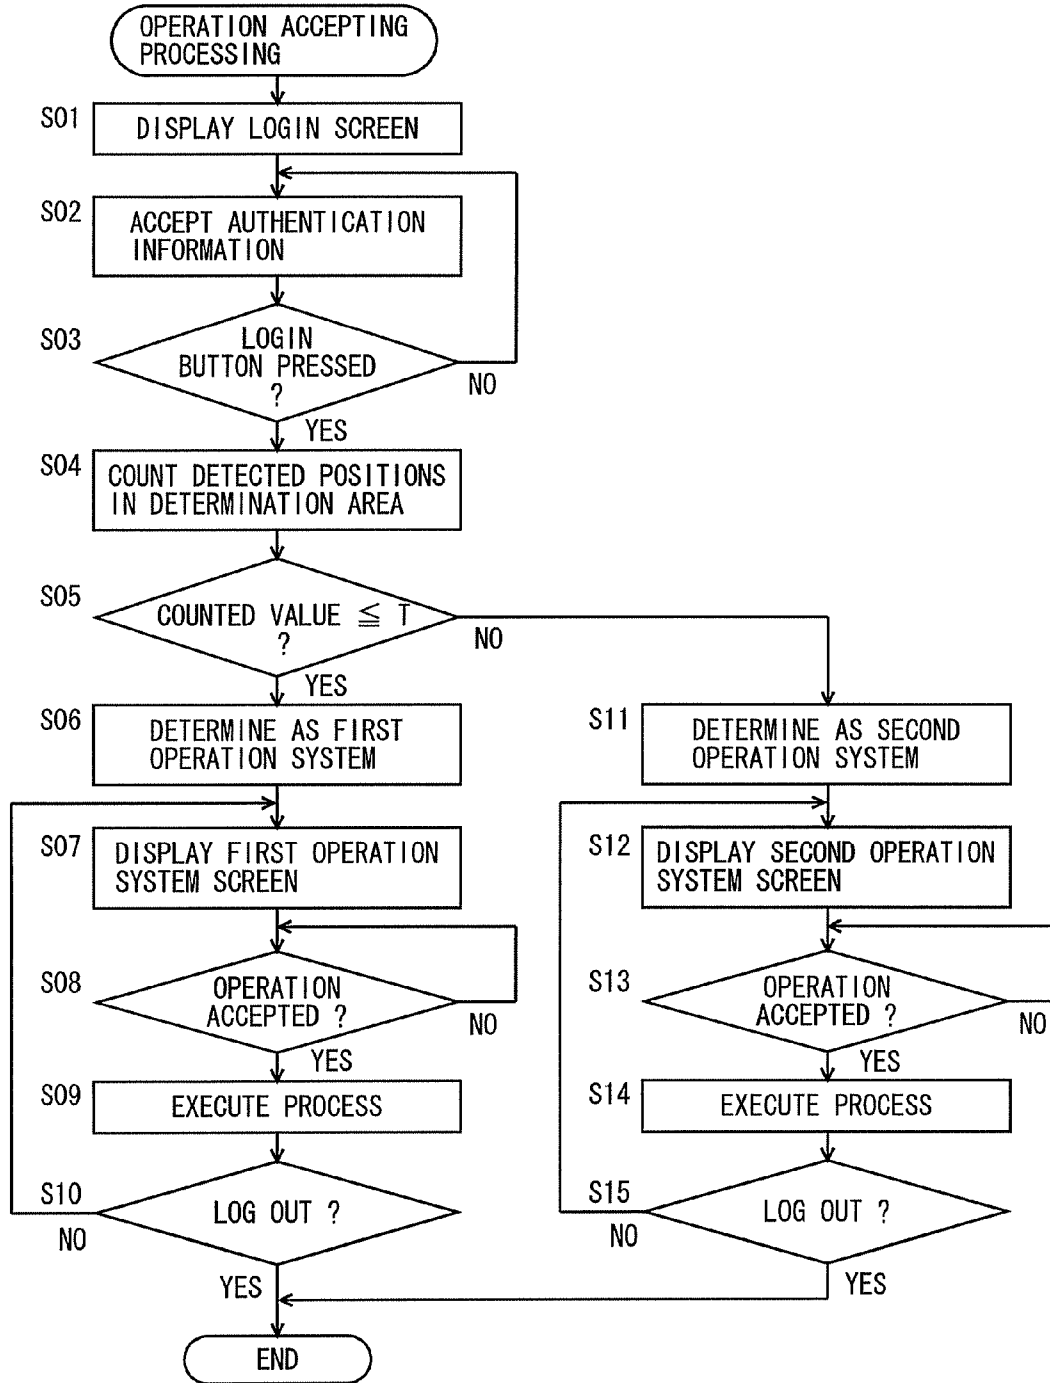 OPERATION ACCEPTING
PROCESSING
S01
DISPLAY LOGIN SCREEN
S02
ACCEPT AUTHENTICATION
INFORMATION
S03
LOGIN
BUTTON PRESSED
?
NO
YES
S04
COUNT DETECTED POSITIONS
IN DETERMINATION AREA
S05
COUNTED VALUE ≦ T
?
NO
YES
S06
DETERMINE AS FIRST
OPERATION SYSTEM
S07
DISPLAY FIRST OPERATION
SYSTEM SCREEN
S08
OPERATION
ACCEPTED ?
NO
YES
S09
EXECUTE PROCESS
S10
LOG OUT ?
NO
YES
S11
DETERMINE AS SECOND
OPERATION SYSTEM
S12
DISPLAY SECOND OPERATION
SYSTEM SCREEN
S13
OPERATION
ACCEPTED ?
NO
YES
S14
EXECUTE PROCESS
S15
LOG OUT ?
NO
YES
END